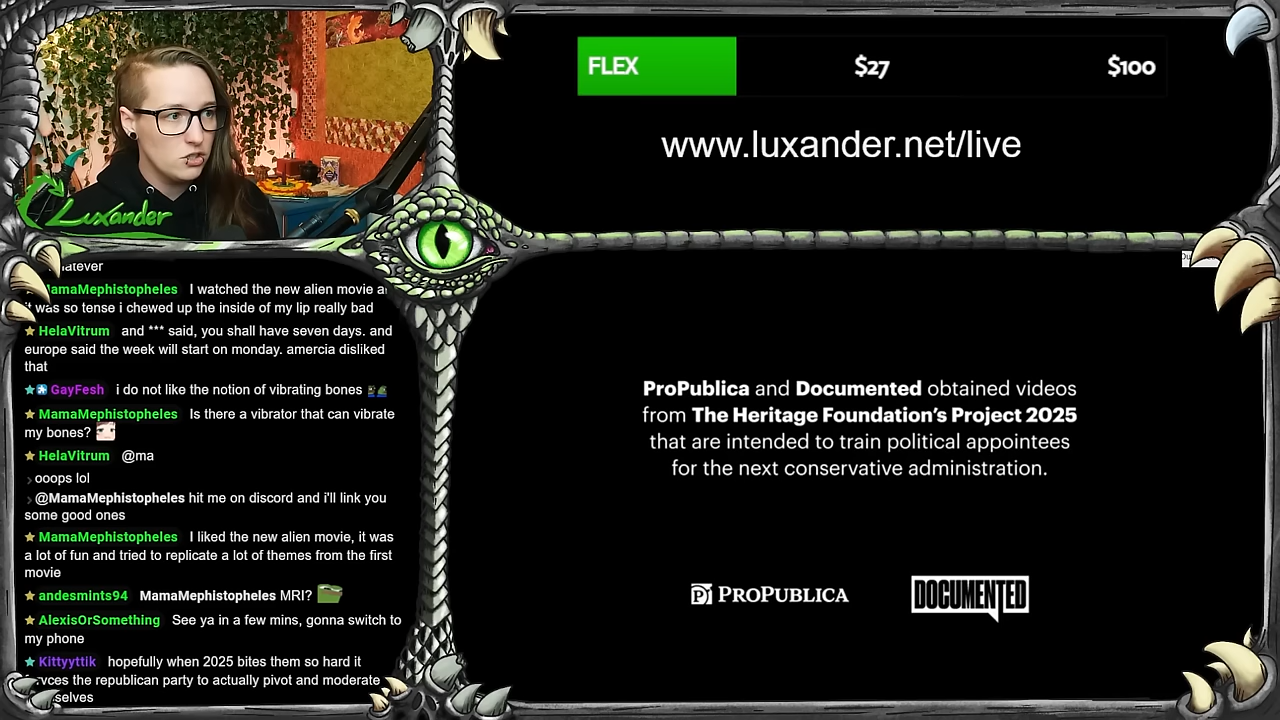 FLEX $27 $100
www.luxander.net/live
Luxander
hatever
MamaMephistopheles I watched the new alien movie a
it was so tense i chewed up the inside of my lip really bad
HelaVitrum and *** said, you shall have seven days. and
europe said the week will start on monday. amercia disliked
that
GayFesh i do not like the notion of vibrating bones
MamaMephistopheles Is there a vibrator that can vibrate
my bones?
HelaVitrum @ma
ooops lol
@MamaMephistopheles hit me on discord and i'll link you
some good ones
MamaMephistopheles I liked the new alien movie, it was
a lot of fun and tried to replicate a lot of themes from the first
movie
andesmints94 MamaMephistopheles MRI?
AlexisOrSomething See ya in a few mins, gonna switch to
my phone
Kittyyttik hopefully when 2025 bites them so hard it
the republican party to actually pivot and moderate
selves
ProPublica and Documented obtained videos
from The Heritage Foundation's Project 2025
that are intended to train political appointees
for the next conservative administration.
PROPUBLICA
DOCUMENTED